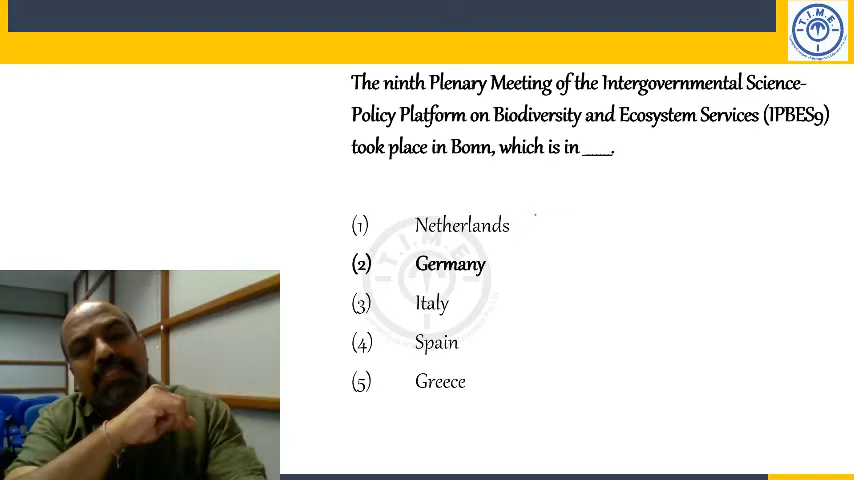 T.I.M.E.
The ninth Plenary Meeting of the Intergovernmental Science-
Policy Platform on Biodiversity and Ecosystem Services (IPBES9)
took place in Bonn, which is in ____.
(1) Netherlands
(2) Germany
(3) Italy
(4) Spain
(5) Greece
T.I.M.E.